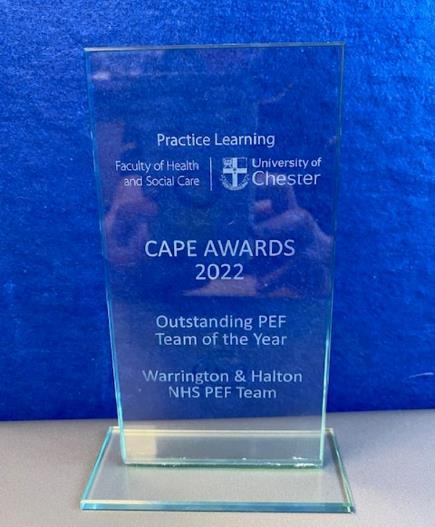 Practice Learning
Faculty of Health
and Social Care
University of
Chester
CAPE AWARDS
2022
Outstanding PEF
Team of the Year
Warrington & Halton
NHS PEF Team